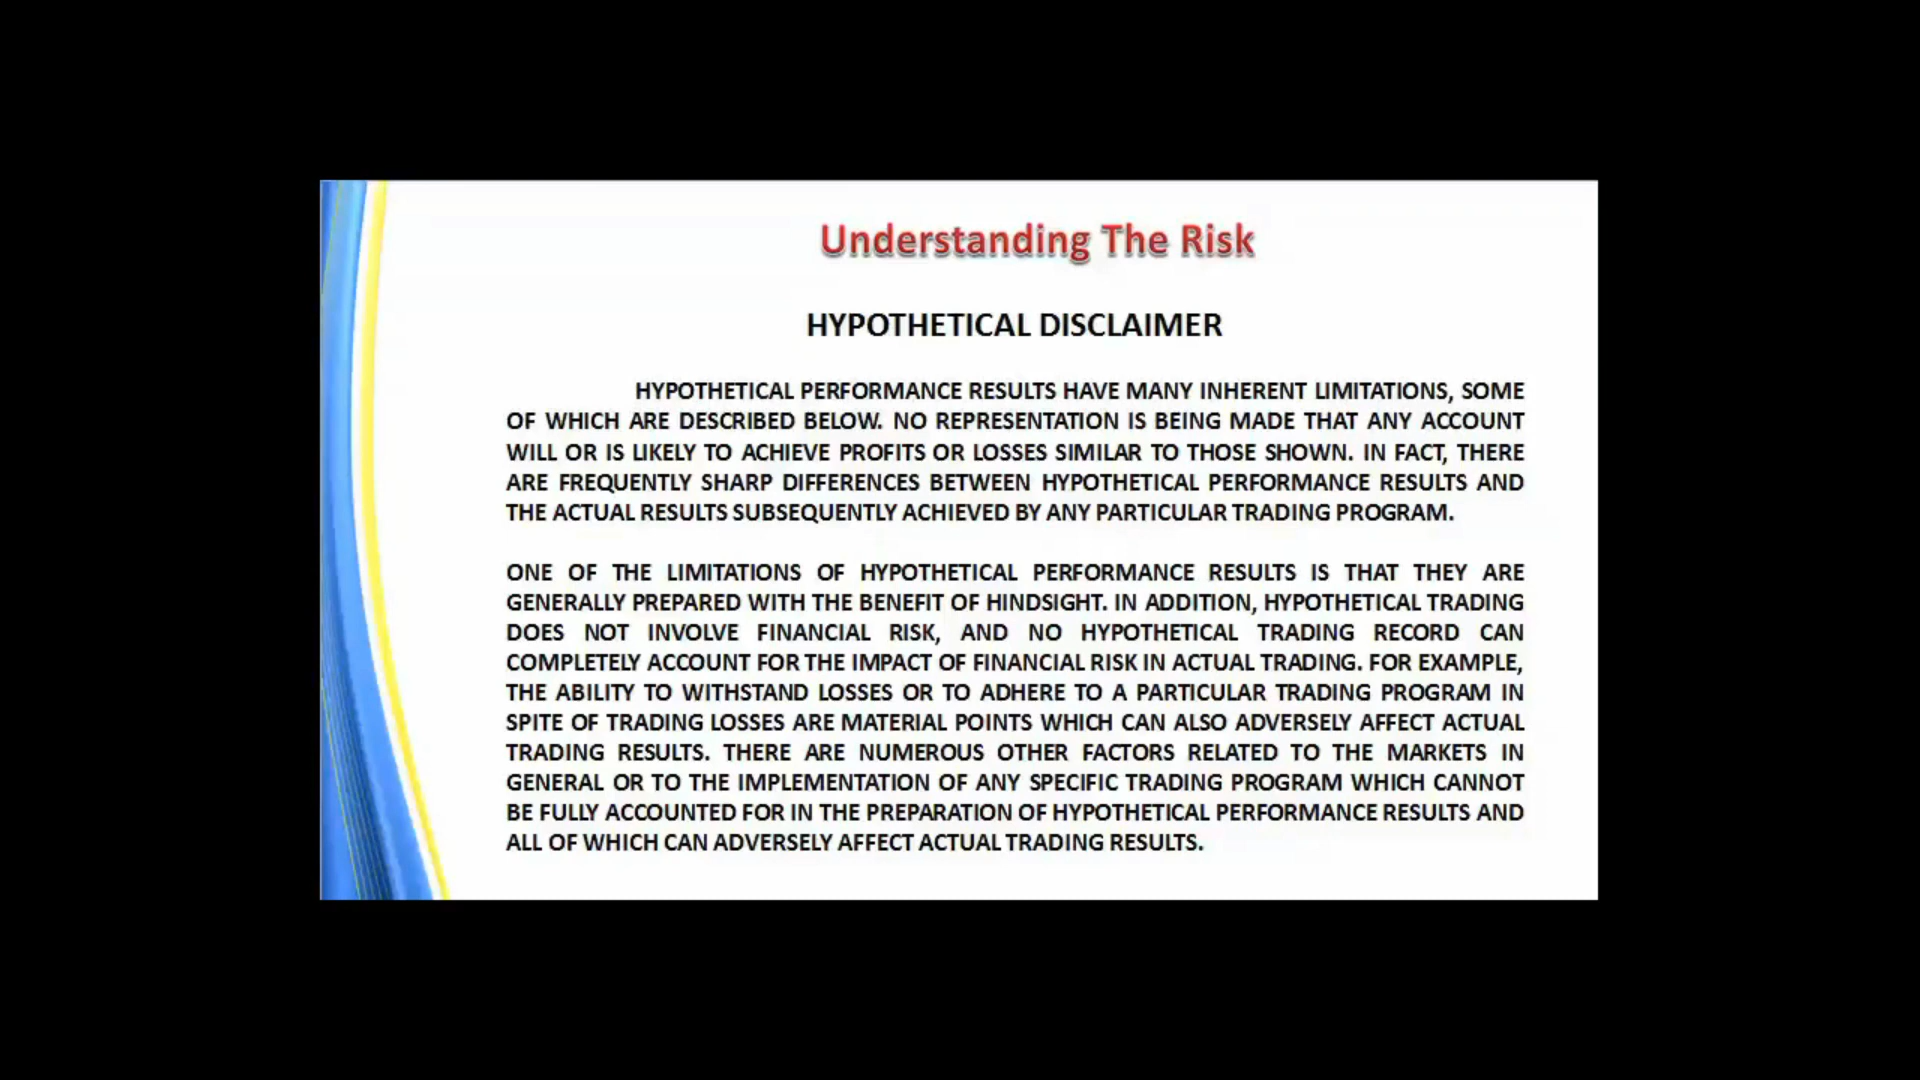 Understanding The Risk
HYPOTHETICAL DISCLAIMER
HYPOTHETICAL PERFORMANCE RESULTS HAVE MANY INHERENT LIMITATIONS, SOME
OF WHICH ARE DESCRIBED BELOW. NO REPRESENTATION IS BEING MADE THAT ANY ACCOUNT
WILL OR IS LIKELY TO ACHIEVE PROFITS OR LOSSES SIMILAR TO THOSE SHOWN. IN FACT, THERE
ARE FREQUENTLY SHARP DIFFERENCES BETWEEN HYPOTHETICAL PERFORMANCE RESULTS AND
THE ACTUAL RESULTS SUBSEQUENTLY ACHIEVED BY ANY PARTICULAR TRADING PROGRAM.
ONE OF THE LIMITATIONS OF HYPOTHETICAL PERFORMANCE RESULTS IS THAT THEY ARE
GENERALLY PREPARED WITH THE BENEFIT OF HINDSIGHT. IN ADDITION, HYPOTHETICAL TRADING
DOES NOT INVOLVE FINANCIAL RISK, AND NO HYPOTHETICAL TRADING RECORD CAN
COMPLETELY ACCOUNT FOR THE IMPACT OF FINANCIAL RISK IN ACTUAL TRADING. FOR EXAMPLE,
THE ABILITY TO WITHSTAND LOSSES OR TO ADHERE TO A PARTICULAR TRADING PROGRAM IN
SPITE OF TRADING LOSSES ARE MATERIAL POINTS WHICH CAN ALSO ADVERSELY AFFECT ACTUAL
TRADING RESULTS. THERE ARE NUMEROUS OTHER FACTORS RELATED TO THE MARKETS IN
GENERAL OR TO THE IMPLEMENTATION OF ANY SPECIFIC TRADING PROGRAM WHICH CANNOT
BE FULLY ACCOUNTED FOR IN THE PREPARATION OF HYPOTHETICAL PERFORMANCE RESULTS AND
ALL OF WHICH CAN ADVERSELY AFFECT ACTUAL TRADING RESULTS.